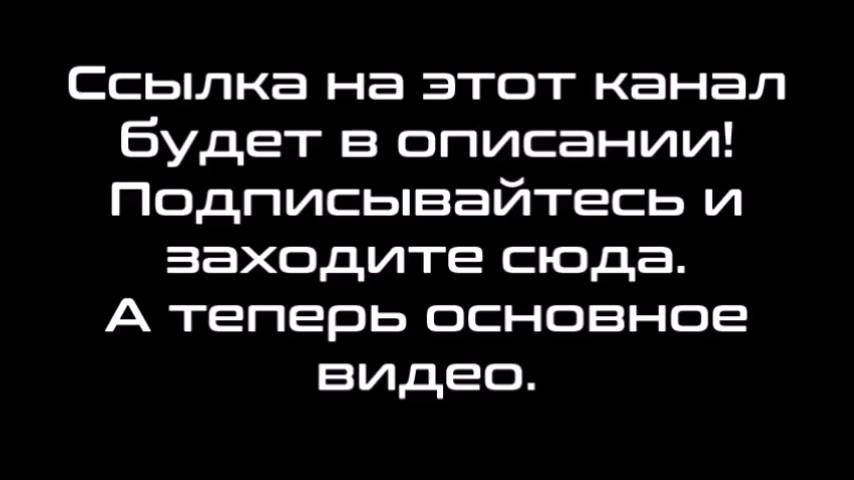 Ссылка на этот канал
будет в описании!
Подписывайтесь и
заходите сюда.
А теперь основное
видео.